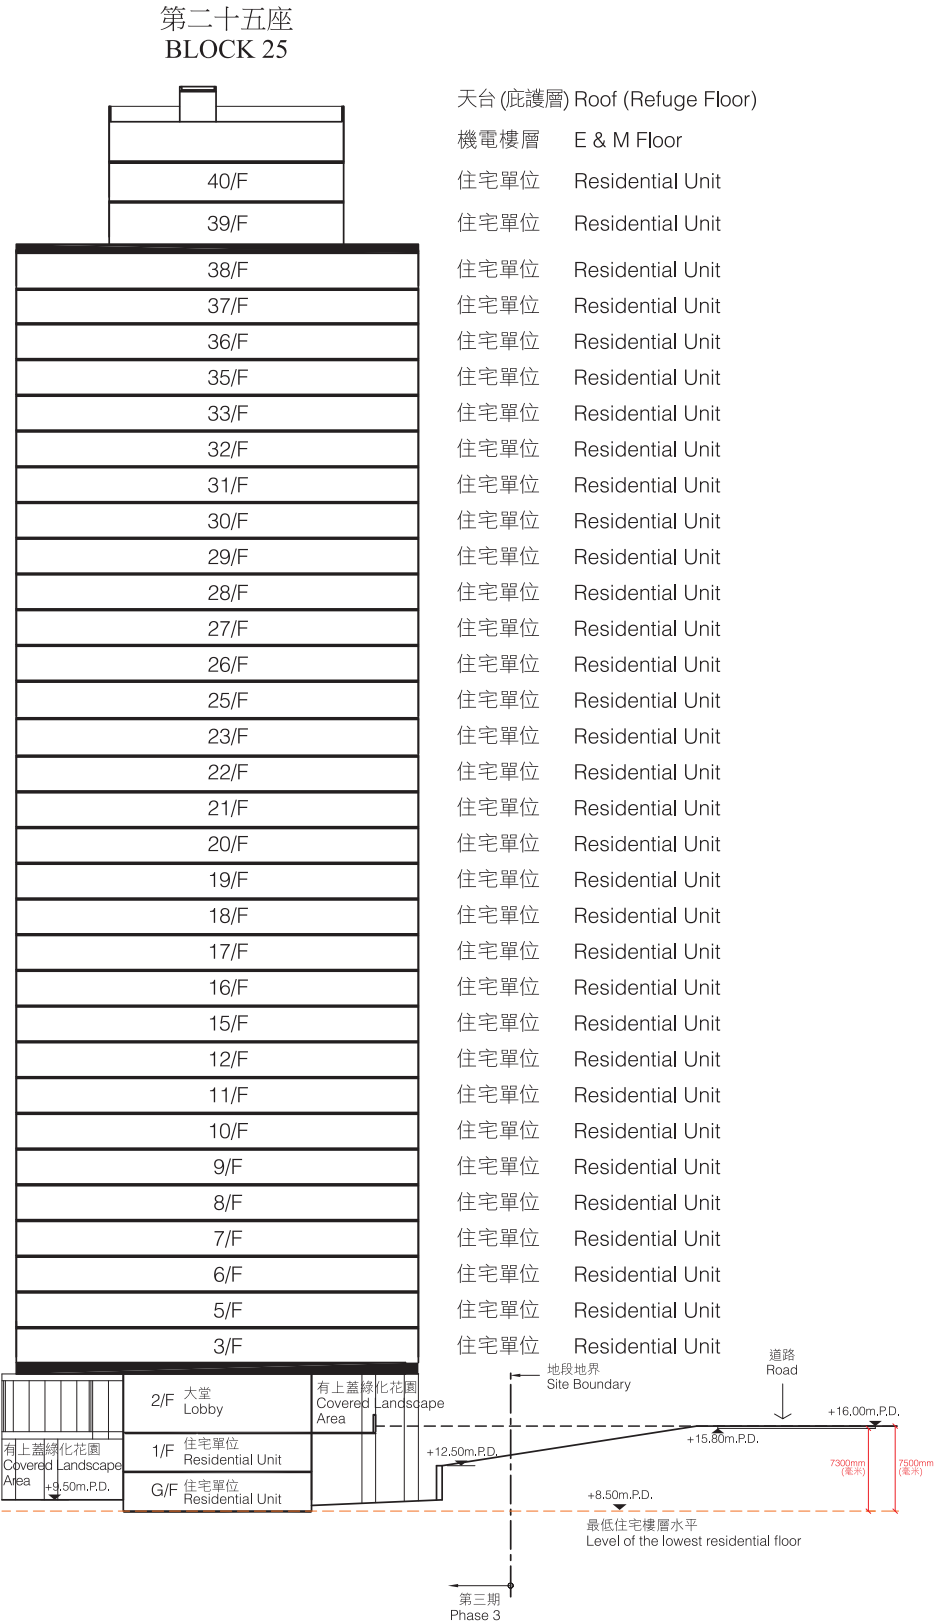 第二十五座
BLOCK 25
天台 (庇護層) Roof (Refuge Floor)
機電樓層 E & M Floor
40/F 住宅單位 Residential Unit
39/F 住宅單位 Residential Unit
38/F 住宅單位 Residential Unit
37/F 住宅單位 Residential Unit
36/F 住宅單位 Residential Unit
35/F 住宅單位 Residential Unit
33/F 住宅單位 Residential Unit
32/F 住宅單位 Residential Unit
31/F 住宅單位 Residential Unit
30/F 住宅單位 Residential Unit
29/F 住宅單位 Residential Unit
28/F 住宅單位 Residential Unit
27/F 住宅單位 Residential Unit
26/F 住宅單位 Residential Unit
25/F 住宅單位 Residential Unit
23/F 住宅單位 Residential Unit
22/F 住宅單位 Residential Unit
21/F 住宅單位 Residential Unit
20/F 住宅單位 Residential Unit
19/F 住宅單位 Residential Unit
18/F 住宅單位 Residential Unit
17/F 住宅單位 Residential Unit
16/F 住宅單位 Residential Unit
15/F 住宅單位 Residential Unit
12/F 住宅單位 Residential Unit
11/F 住宅單位 Residential Unit
10/F 住宅單位 Residential Unit
9/F 住宅單位 Residential Unit
8/F 住宅單位 Residential Unit
7/F 住宅單位 Residential Unit
6/F 住宅單位 Residential Unit
5/F 住宅單位 Residential Unit
3/F 住宅單位 Residential Unit
2/F 大堂
Lobby
有上蓋綠化花園
Covered Landscape
Area
地段地界
Site Boundary
道路
Road
+16.00m.P.D.
+15.80m.P.D.
+12.50m.P.D.
1/F 住宅單位
Residential Unit
有上蓋綠化花園
Covered Landscape
Area
+9.50m.P.D.
G/F 住宅單位
Residential Unit
7300mm
(毫米)
7500mm
(毫米)
+8.50m.P.D.
最低住宅樓層水平
Level of the lowest residential floor
第三期
Phase 3